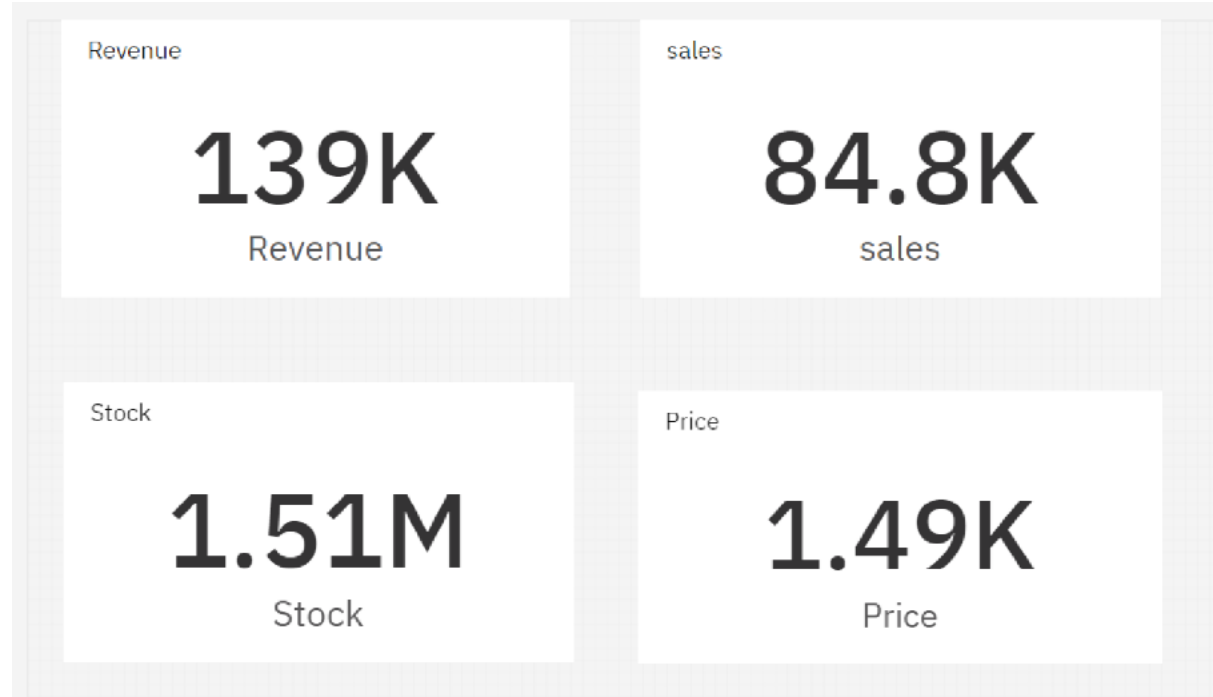 Revenue
139K
Revenue
sales
84.8K
sales
Stock
1.51M
Stock
Price
1.49K
Price